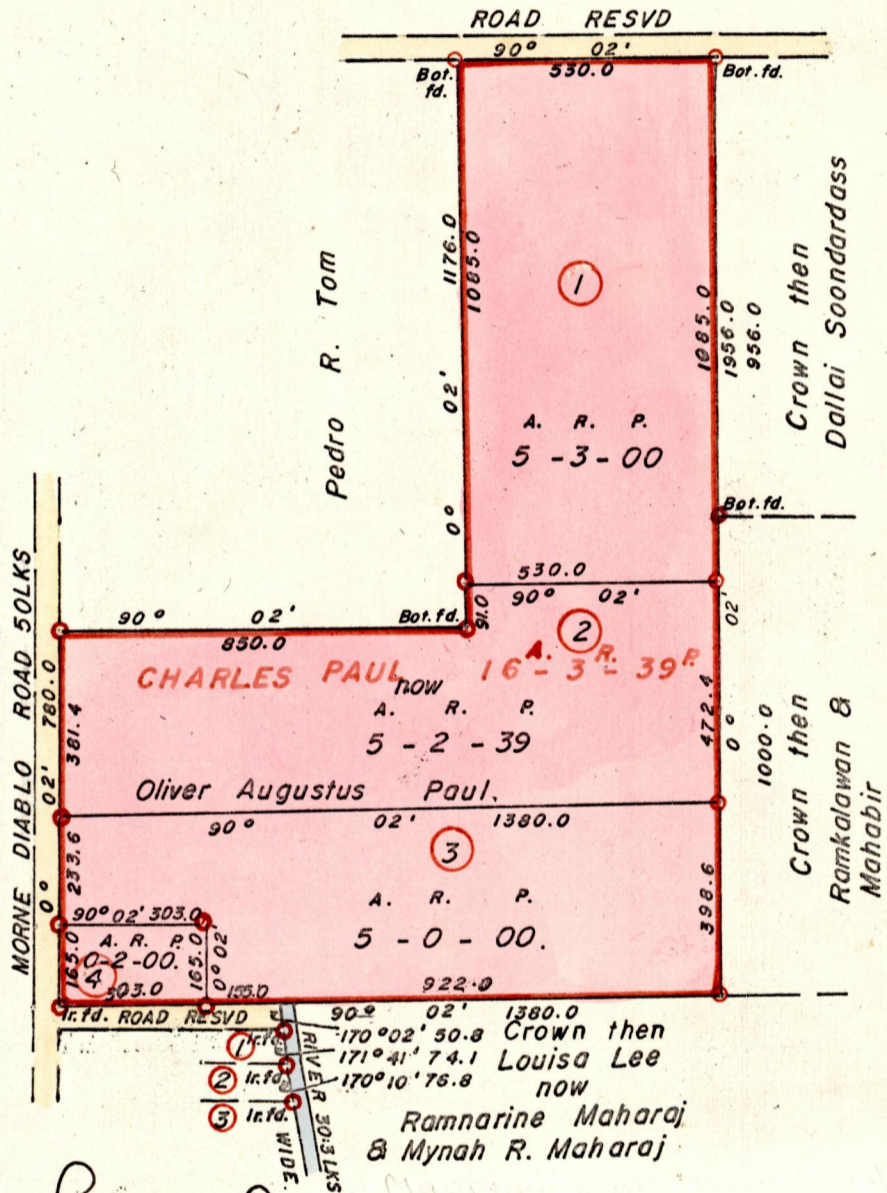 ROAD RESVD
90° 02'
530.0
Bot. fd.
Bot. fd.
1176.0
1085.0
02'
0°
Pedro R. Tom
1
1085.0
1956.0
956.0
Crown then
Dallai Soondardass
A. R. P.
5 - 3 - 00
Bot. fd.
530.0
90° 02'
91.0
2
02'
90° 02'
Bot. fd.
850.0
CHARLES PAUL 16 A. - 3 R. - 39 P.
now
A. R. P.
5 - 2 - 39
472.4
0°
1000.0
Crown then
Ramkalawan &
Mahabir
MORNE DIABLO ROAD 50LKS
780.0
381.4
02'
0°
Oliver Augustus Paul.
90° 02' 1380.0
3
233.6
A. R. P.
5 - 0 - 00.
398.6
90° 02' 303.0
A. R. P.
0-2-00.
4
165.0
165.0
0° 02'
303.0
155.0
922.0
Ir. fd. ROAD RESVD
90° 02' 1380.0
1 Ir. fd.
170° 02' 50.8 Crown then
2 Ir. fd.
171° 41' 74.1 Louisa Lee
3 Ir. fd.
170° 10' 76.8 now
Ramnarine Maharaj
& Mynah R. Maharaj
RIVER 30.3 LKS
WIDE.